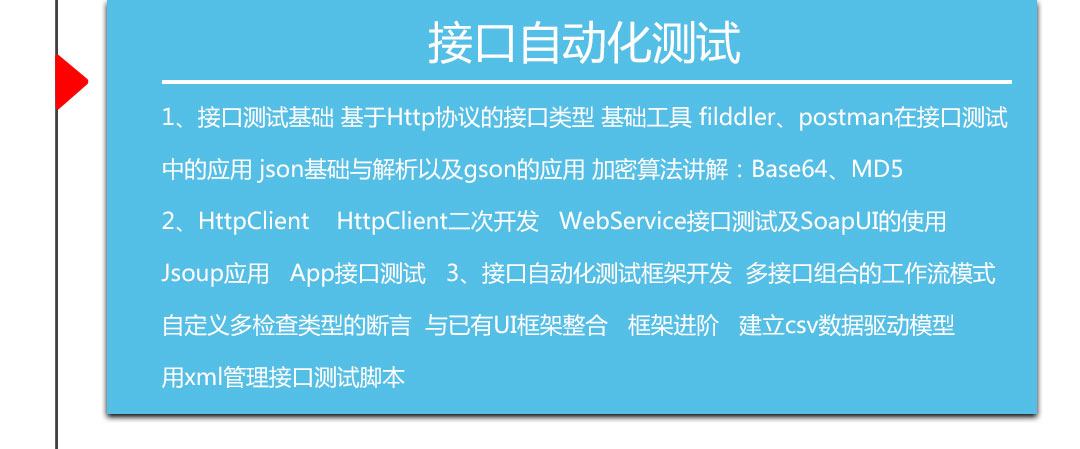 接口自动化测试
1、接口测试基础 基于Http协议的接口类型 基础工具 filddler、postman在接口测试
中的应用 json基础与解析以及gson的应用 加密算法讲解：Base64、MD5
2、HttpClient HttpClient二次开发 WebService接口测试及SoapUI的使用
Jsoup应用 App接口测试 3、接口自动化测试框架开发 多接口组合的工作流模式
自定义多检查类型的断言 与已有UI框架整合 框架进阶 建立csv数据驱动模型
用xml管理接口测试脚本